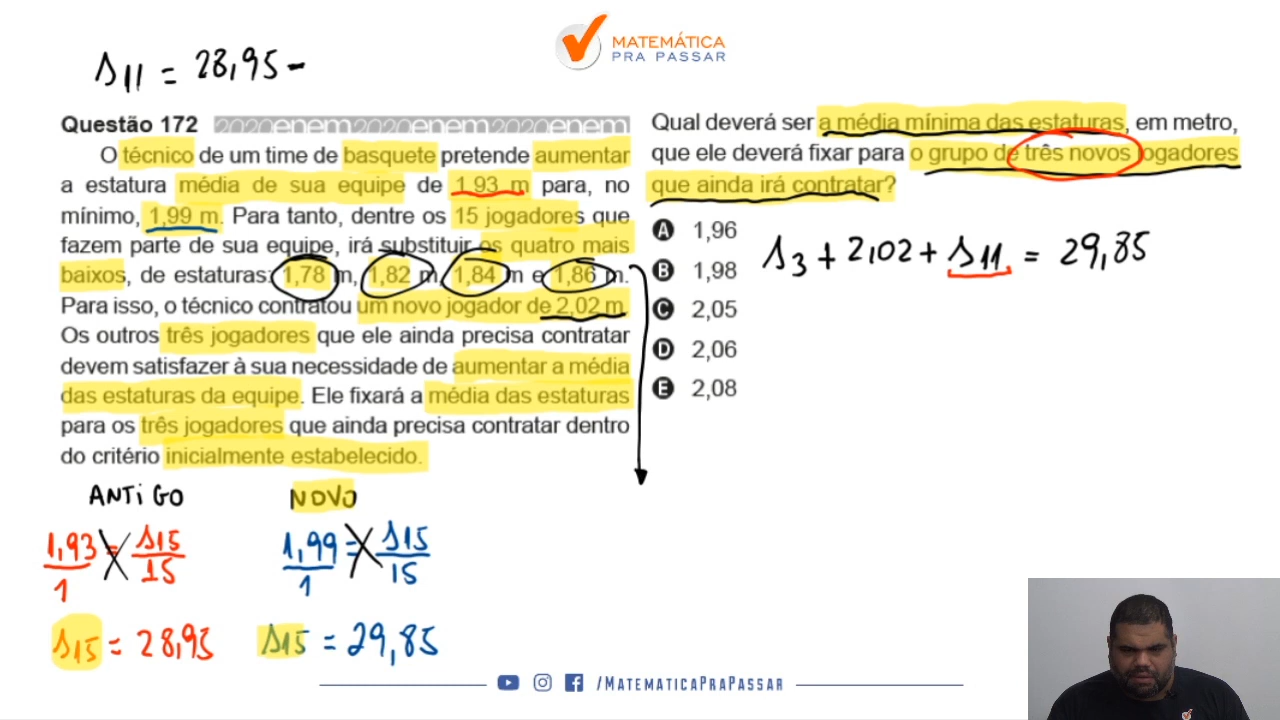 S11 = 28,95 -
MATEMÁTICA
PRA PASSAR
Questão 172 2020enem2020enem2020enem
O técnico de um time de basquete pretende aumentar
a estatura média de sua equipe de 1,93 m para, no
mínimo, 1,99 m. Para tanto, dentre os 15 jogadores que
fazem parte de sua equipe, irá substituir os quatro mais
baixos, de estaturas: 1,78 m, 1,82 m, 1,84 m e 1,86 m.
Para isso, o técnico contratou um novo jogador de 2,02 m.
Os outros três jogadores que ele ainda precisa contratar
devem satisfazer à sua necessidade de aumentar a média
das estaturas da equipe. Ele fixará a média das estaturas
para os três jogadores que ainda precisa contratar dentro
do critério inicialmente estabelecido.
Qual deverá ser a média mínima das estaturas, em metro,
que ele deverá fixar para o grupo de três novos jogadores
que ainda irá contratar?
A 1,96
B 1,98
C 2,05
D 2,06
E 2,08
S3 + 2,02 + S11 = 29,85
ANTIGO
1,93/1 = S15/15
S15 = 28,95
NOVO
1,99/1 = S15/15
S15 = 29,85
/MATEMATICAPRAPASSAR